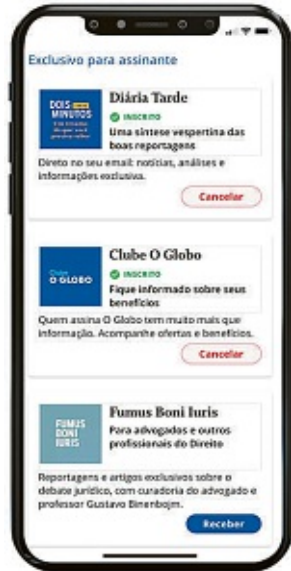 Exclusivo para assinante
DOIS
MINUTOS
Diária Tarde
INSCRITO
Uma síntese vespertina das
boas reportagens
Direto no seu email: notícias, análises e
informações exclusiva.
Cancelar
Clube
O GLOBO
Clube O Globo
INSCRITO
Fique informado sobre seus
benefícios
Quem assina O Globo tem muito mais que
informação. Acompanhe ofertas e benefícios.
Cancelar
FUMUS
BONI
IURIS
Fumus Boni Iuris
Para advogados e outros
profissionais do Direito
Reportagens e artigos exclusivos sobre o
debate jurídico, com curadoria do advogado e
professor Gustavo Binenbojm.
Receber